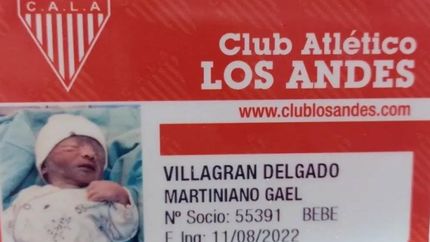 C.A.L.A
Club Atlético
LOS ANDES
www.clublosandes.com
VILLAGRAN DELGADO
MARTINIANO GAEL
Nº Socio: 55391 BEBE
F.Ing: 11/08/2022